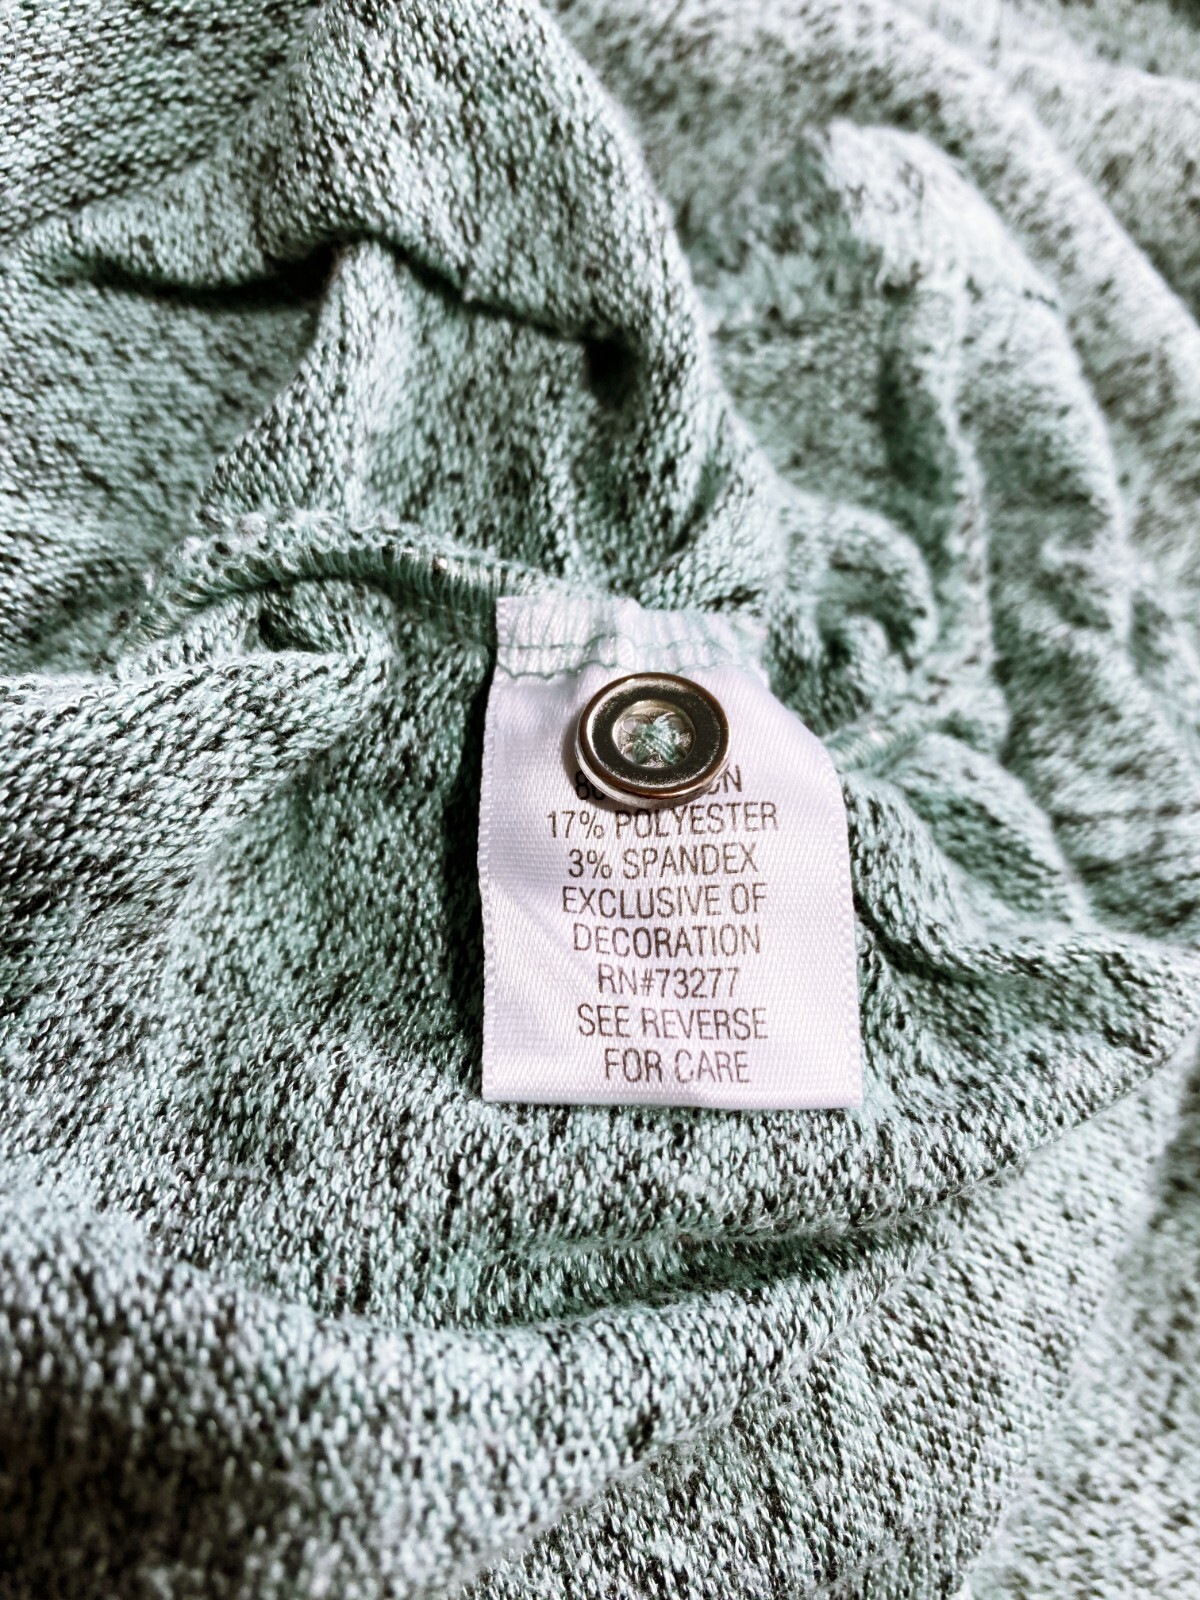 17% POLYESTER
3% SPANDEX
EXCLUSIVE OF
DECORATION
RN#73277
SEE REVERSE
FOR CARE